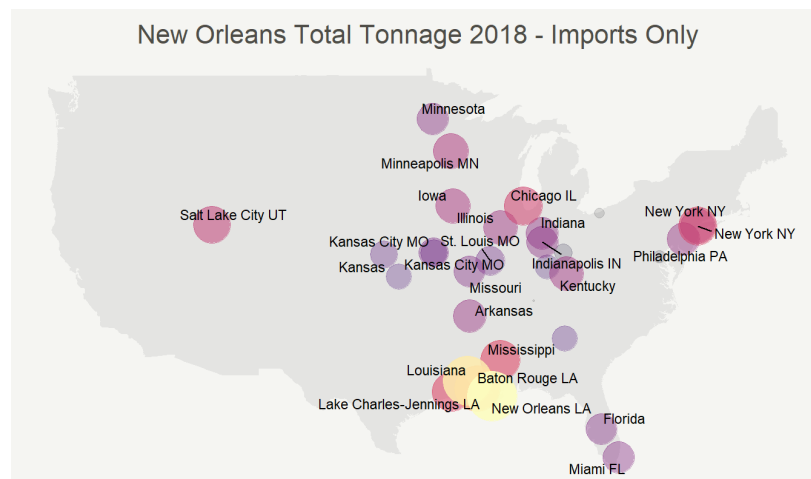 New Orleans Total Tonnage 2018 - Imports Only
Minnesota
Minneapolis MN
Iowa
Chicago IL
Salt Lake City UT
Illinois
Indiana
New York NY
New York NY
Kansas City MO
St. Louis MO
Philadelphia PA
Kansas
Kansas City MO
Indianapolis IN
Missouri
Kentucky
Arkansas
Mississippi
Louisiana
Baton Rouge LA
Lake Charles-Jennings LA
New Orleans LA
Florida
Miami FL